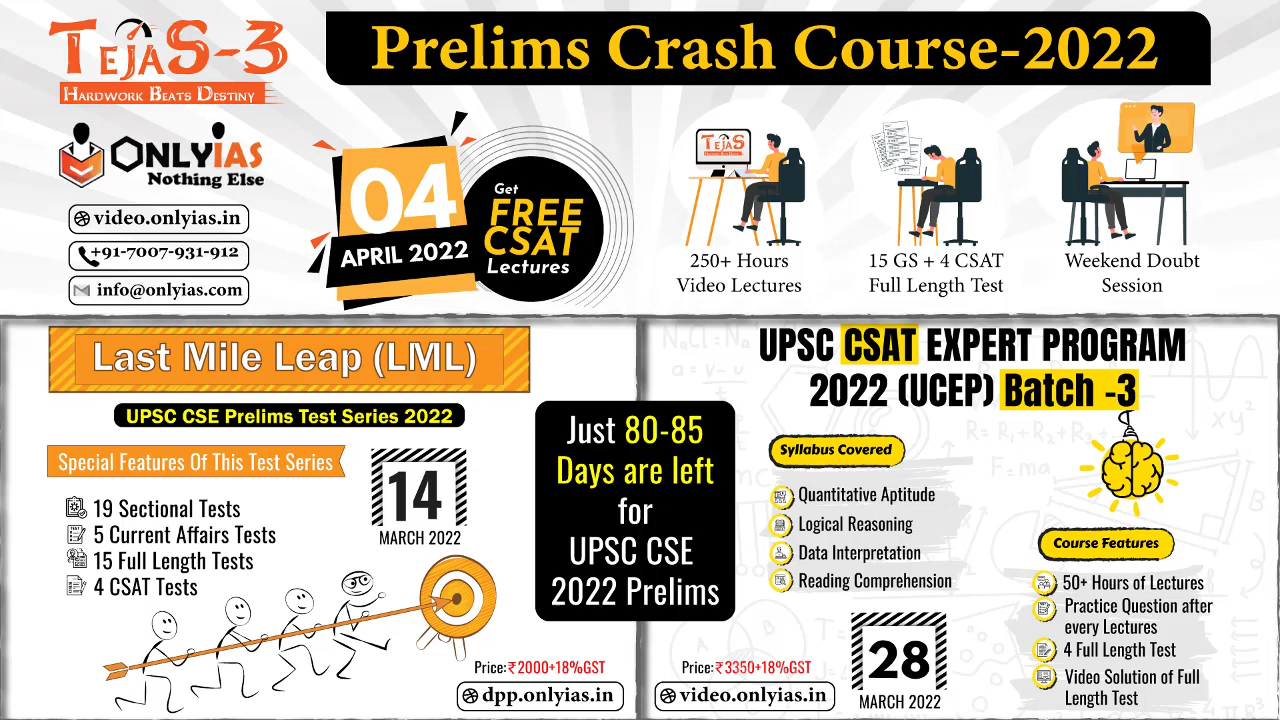 TEJAS-3
HARDWORK BEATS DESTINY
Prelims Crash Course-2022
ONLYIAS
Nothing Else
video.onlyias.in
+91-7007-931-912
info@onlyias.com
04
APRIL 2022
Get
FREE
CSAT
Lectures
TEJAS
250+ Hours
Video Lectures
15 GS + 4 CSAT
Full Length Test
Weekend Doubt
Session
Last Mile Leap (LML)
UPSC CSE Prelims Test Series 2022
Special Features Of This Test Series
19 Sectional Tests
5 Current Affairs Tests
15 Full Length Tests
4 CSAT Tests
14
MARCH 2022
Price:₹2000+18%GST
dpp.onlyias.in
Just 80-85
Days are left
for
UPSC CSE
2022 Prelims
UPSC CSAT EXPERT PROGRAM
2022 (UCEP) Batch -3
Syllabus Covered
Quantitative Aptitude
Logical Reasoning
Data Interpretation
Reading Comprehension
Course Features
50+ Hours of Lectures
Practice Question after
every Lectures
4 Full Length Test
Video Solution of Full
Length Test
28
MARCH 2022
Price:₹3350+18%GST
video.onlyias.in